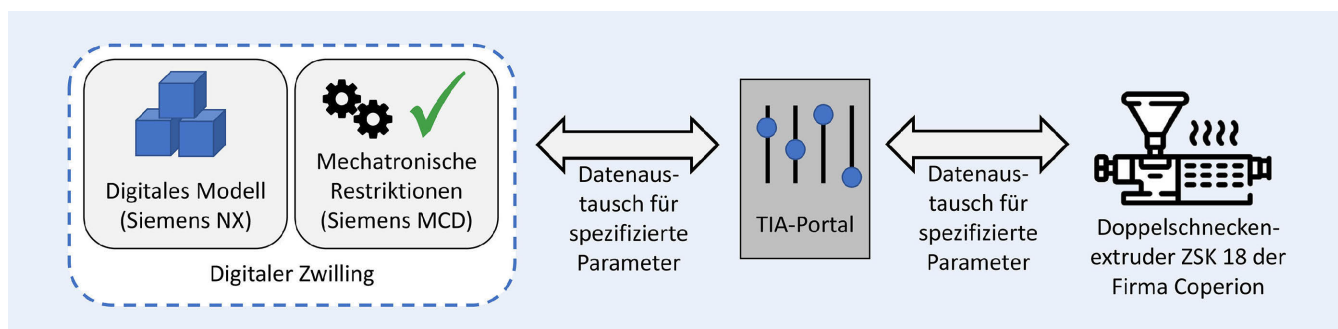 Digitales Modell
(Siemens NX)
Mechatronische
Restriktionen
(Siemens MCD)
Digitaler Zwilling
Datenaus-
tausch für
spezifizierte
Parameter
TIA-Portal
Datenaus-
tausch für
spezifizierte
Parameter
Doppelschnecken-
extruder ZSK 18 der
Firma Coperion